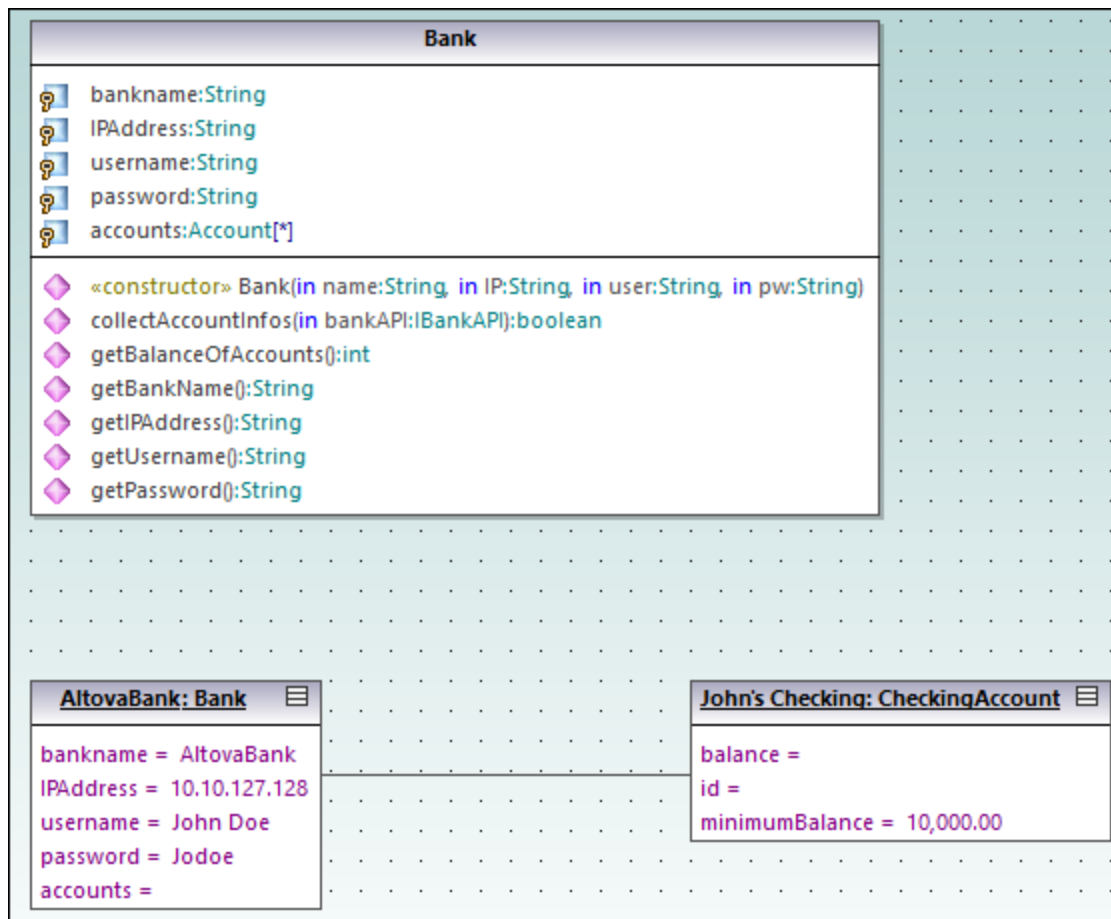 Bank
bankname:String
IPAddress:String
username:String
password:String
accounts:Account[*]
«constructor» Bank(in name:String, in IP:String, in user:String, in pw:String)
collectAccountInfos(in bankAPI:IBankAPI):boolean
getBalanceOfAccounts():int
getBankName():String
getIPAddress():String
getUsername():String
getPassword():String
AltovaBank: Bank
bankname = AltovaBank
IPAddress = 10.10.127.128
username = John Doe
password = Jodoe
accounts =
John's Checking: CheckingAccount
balance =
id =
minimumBalance = 10,000.00